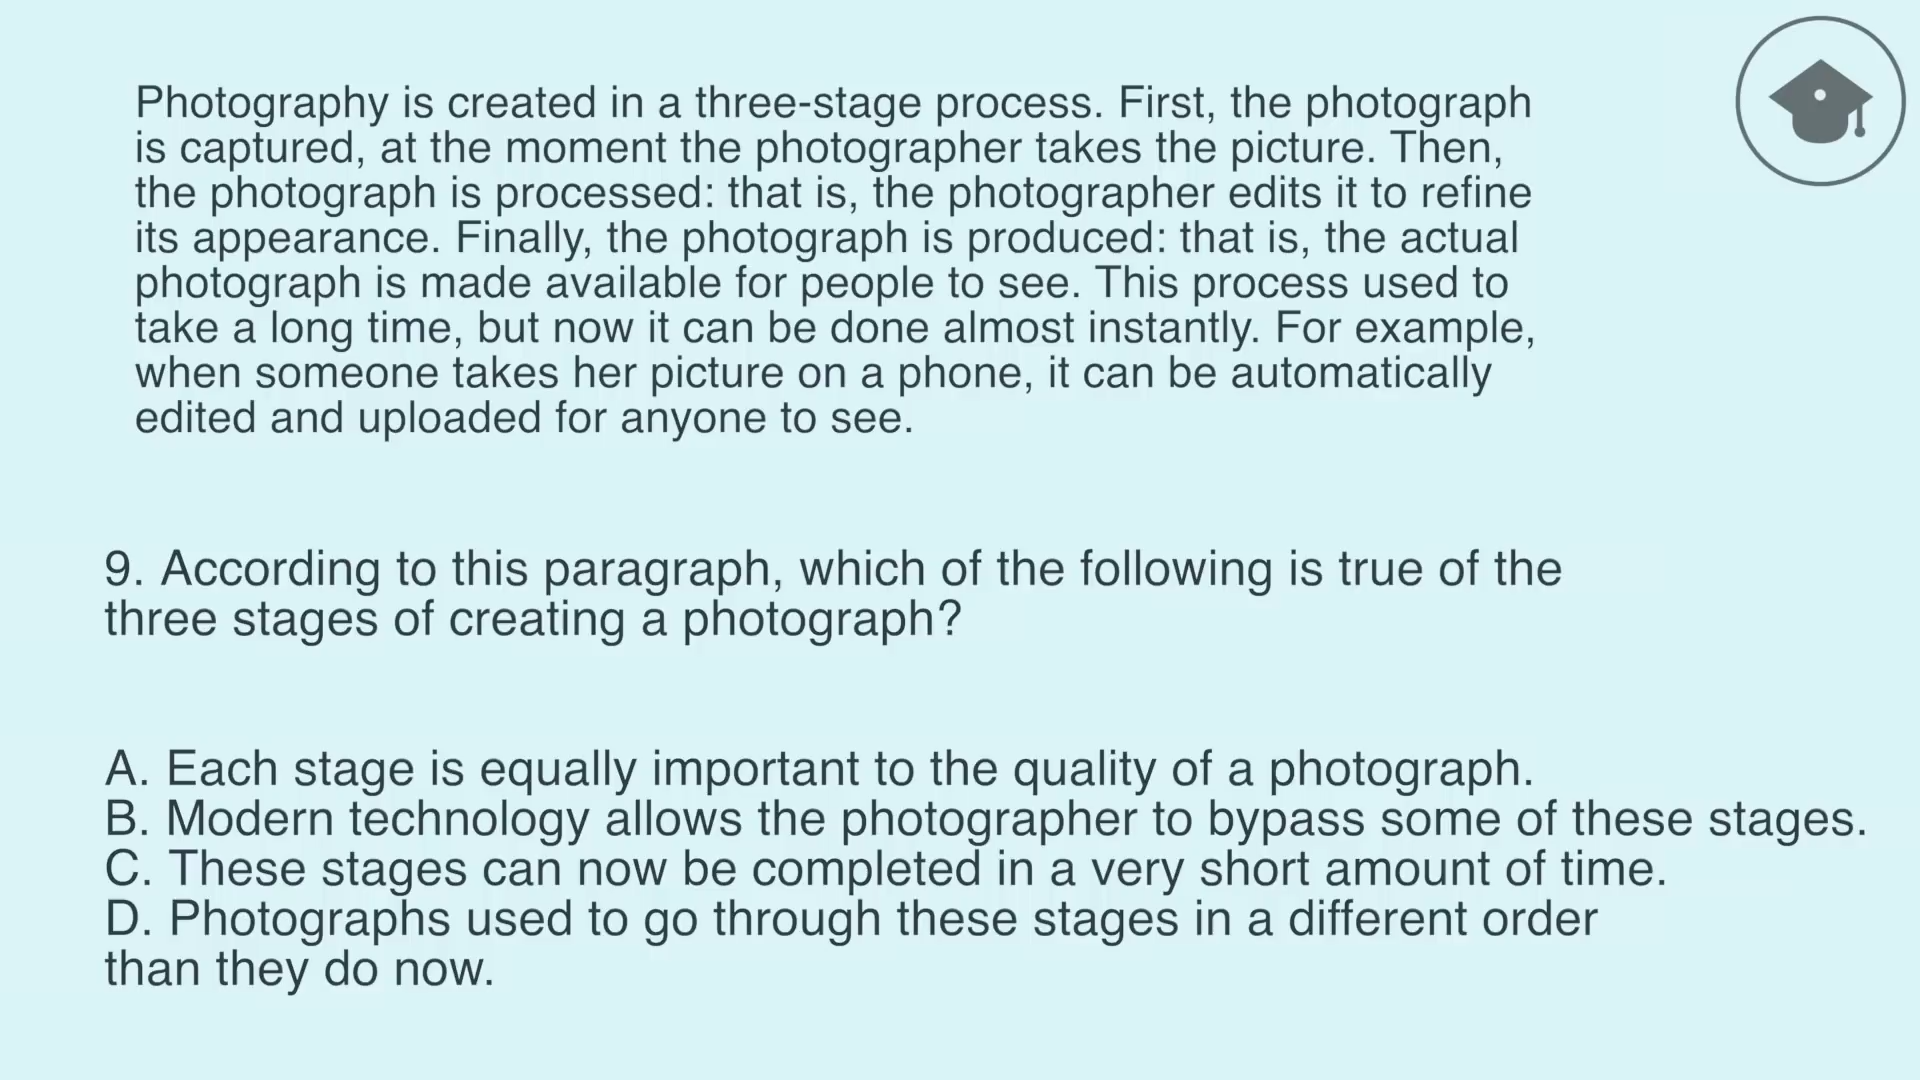 Photography is created in a three-stage process. First, the photograph
is captured, at the moment the photographer takes the picture. Then,
the photograph is processed: that is, the photographer edits it to refine
its appearance. Finally, the photograph is produced: that is, the actual
photograph is made available for people to see. This process used to
take a long time, but now it can be done almost instantly. For example,
when someone takes her picture on a phone, it can be automatically
edited and uploaded for anyone to see.
9. According to this paragraph, which of the following is true of the
three stages of creating a photograph?
A. Each stage is equally important to the quality of a photograph.
B. Modern technology allows the photographer to bypass some of these stages.
C. These stages can now be completed in a very short amount of time.
D. Photographs used to go through these stages in a different order
than they do now.